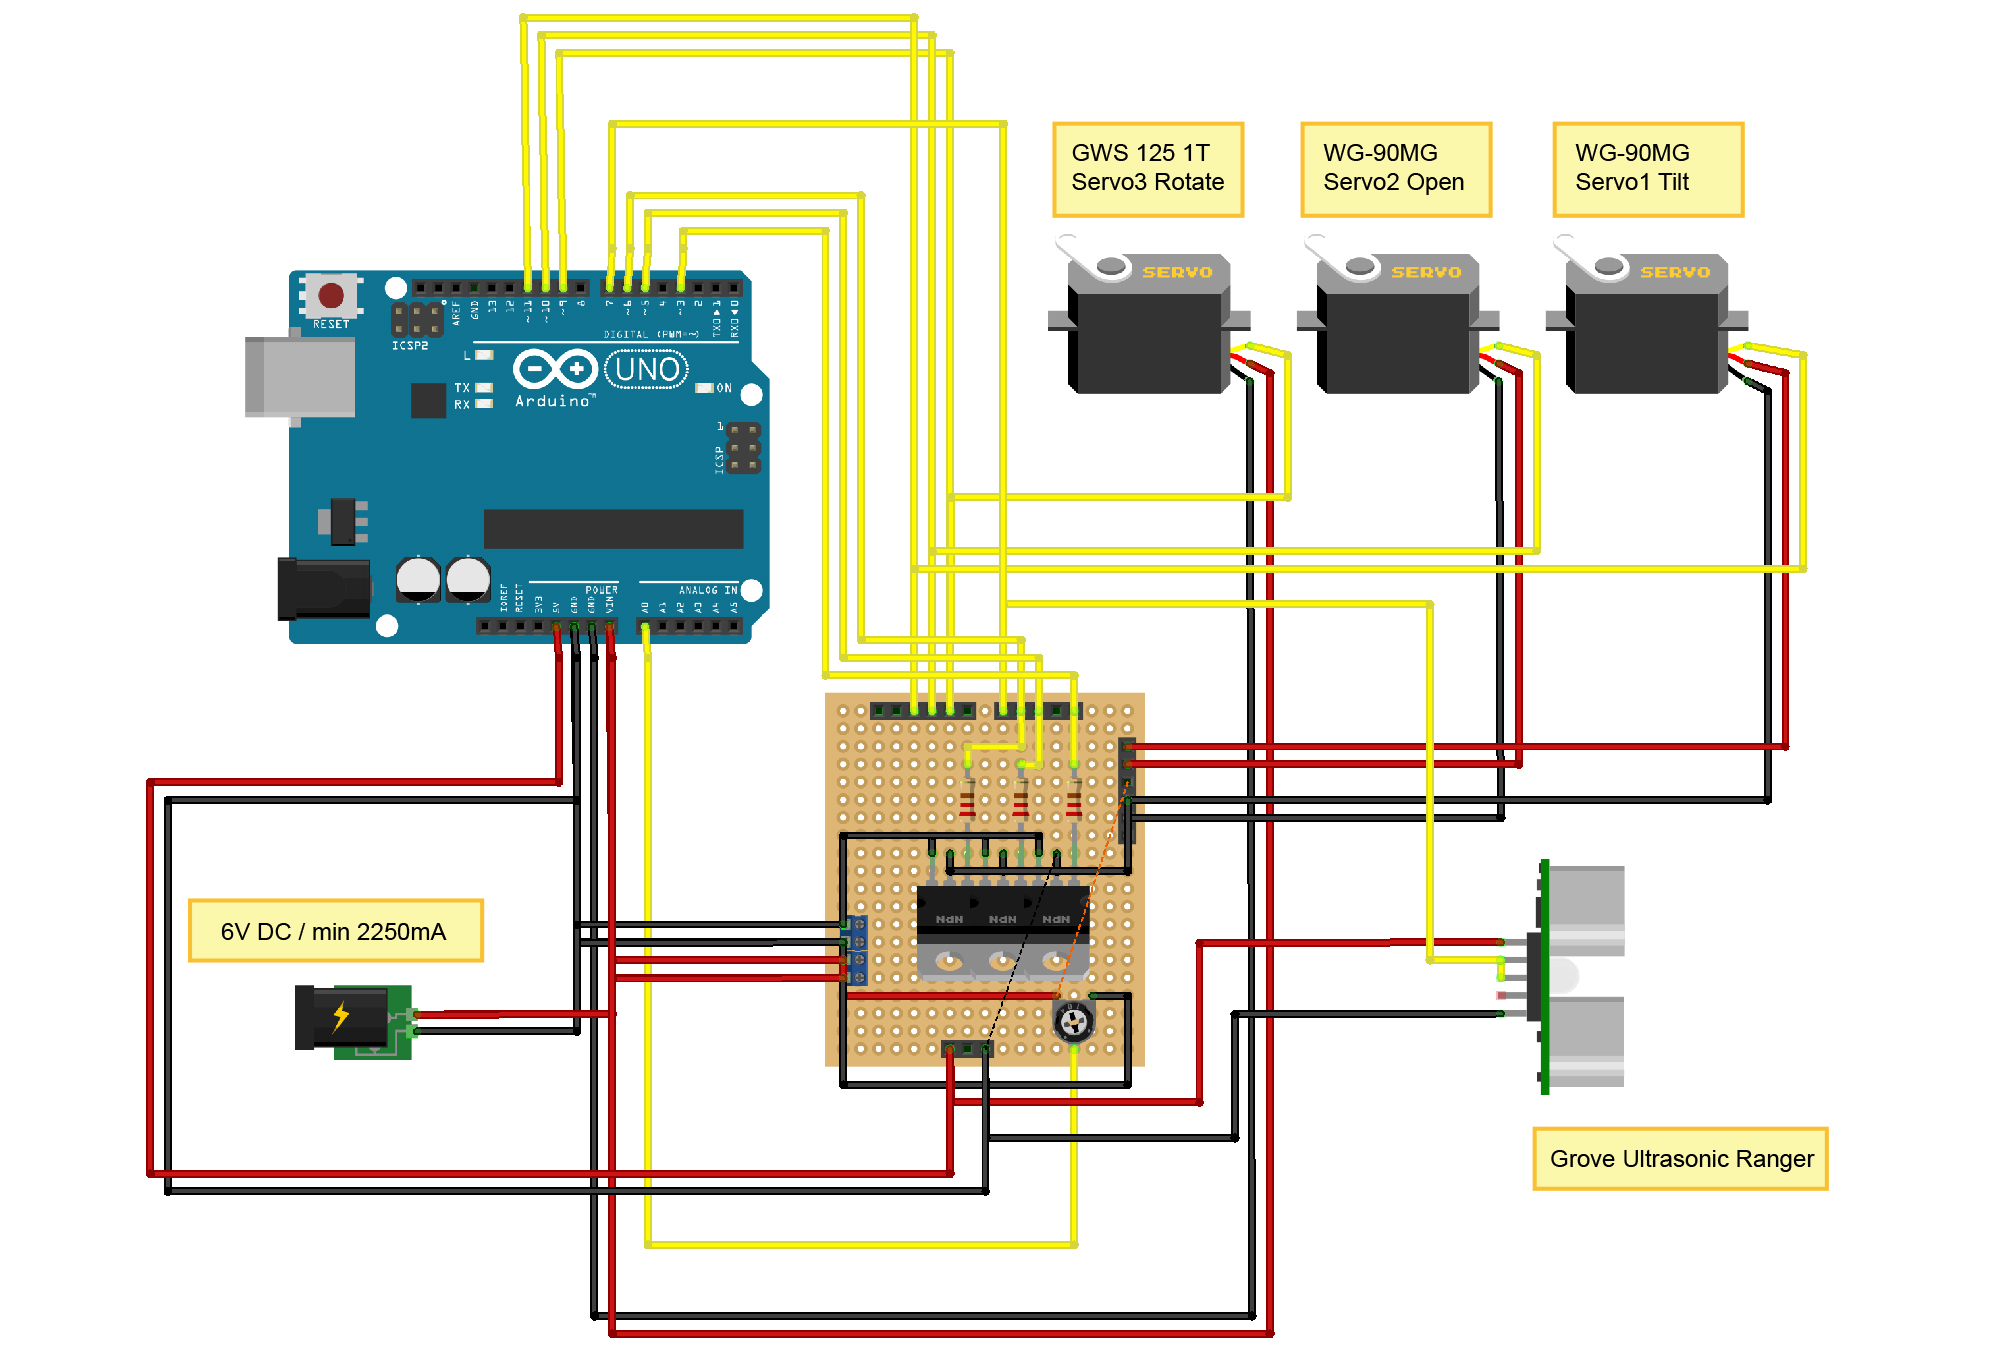 GWS 125 1T
Servo3 Rotate
WG-90MG
Servo2 Open
WG-90MG
Servo1 Tilt
SERVO
SERVO
SERVO
RESET
ICSP2
AREF
GND
13
12
~11
~10
~9
8
7
~6
~5
4
~3
2
TX0▶1
RX0◀0
DIGITAL (PWM=~)
L
TX
RX
UNO
Arduino™
ON
1
ICSP
POWER
ANALOG IN
IOREF
RESET
3V3
5V
GND
GND
VIN
A0
A1
A2
A3
A4
A5
6V DC / min 2250mA
NPN
NPN
NPN
Grove Ultrasonic Ranger